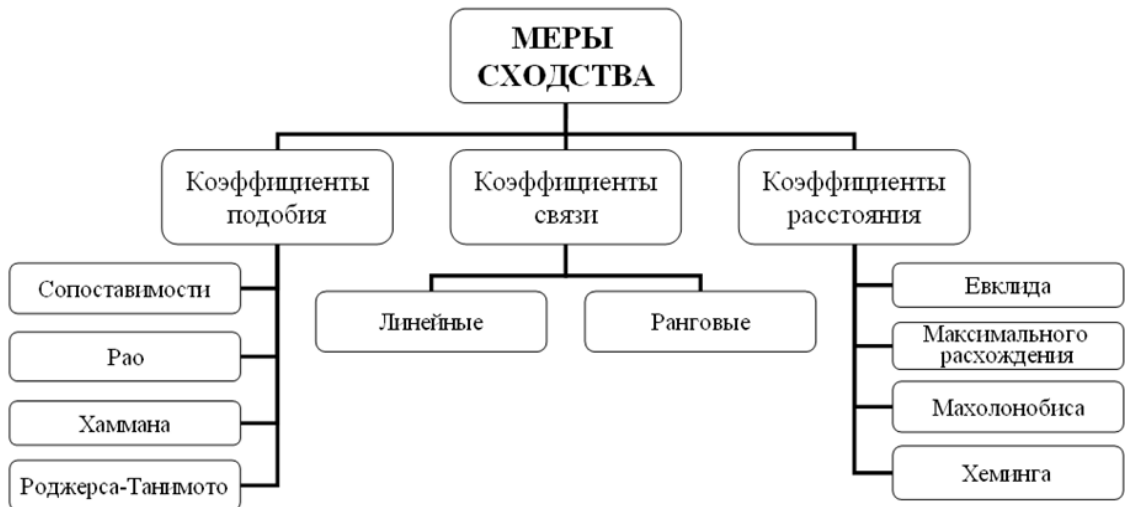 МЕРЫ
СХОДСТВА
Коэффициенты
подобия
Коэффициенты
связи
Коэффициенты
расстояния
Сопоставимости
Рао
Хаммана
Роджерса-Танимото
Линейные
Ранговые
Евклида
Максимального
расхождения
Махолонобиса
Хеминга